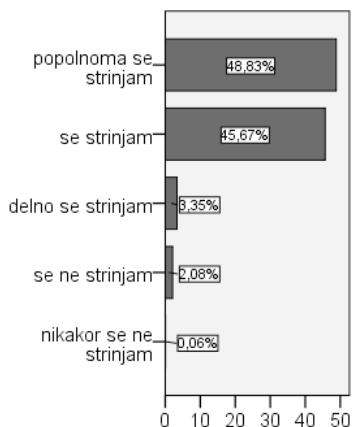 popolnoma se
strinjam
48,83%
se strinjam
45,67%
delno se strinjam
3,35%
se ne strinjam
2,08%
nikakor se ne
strinjam
0,06%
0 10 20 30 40 50